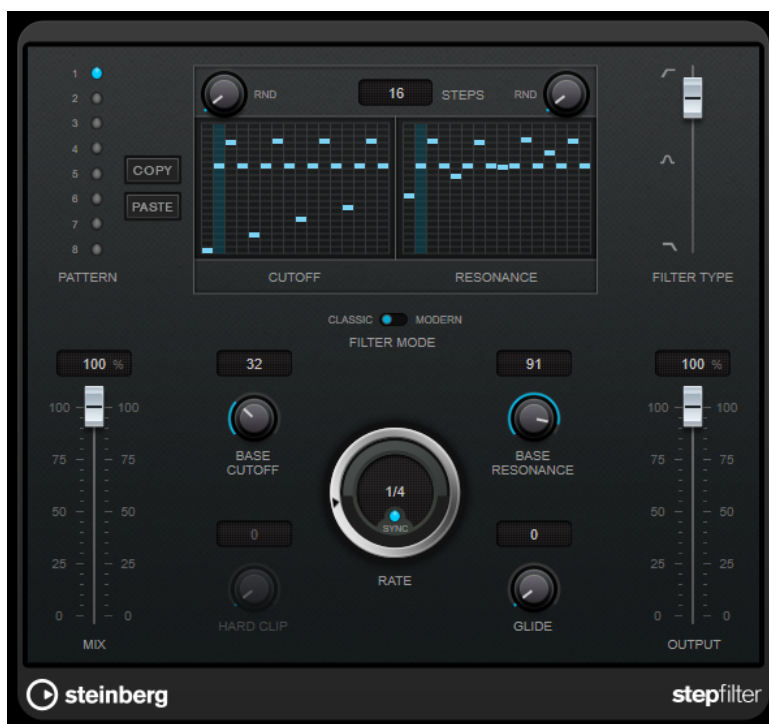 1
2
3
4
5
6
7
8
PATTERN
COPY
PASTE
RND
16
STEPS
RND
CUTOFF
RESONANCE
FILTER TYPE
CLASSIC
MODERN
FILTER MODE
100 %
32
91
100 %
100 100
75 75
50 50
25 25
0 0
MIX
BASE
CUTOFF
BASE
RESONANCE
1/4
SYNC
RATE
0
HARD CLIP
0
GLIDE
100 100
75 75
50 50
25 25
0 0
OUTPUT
steinberg
stepfilter